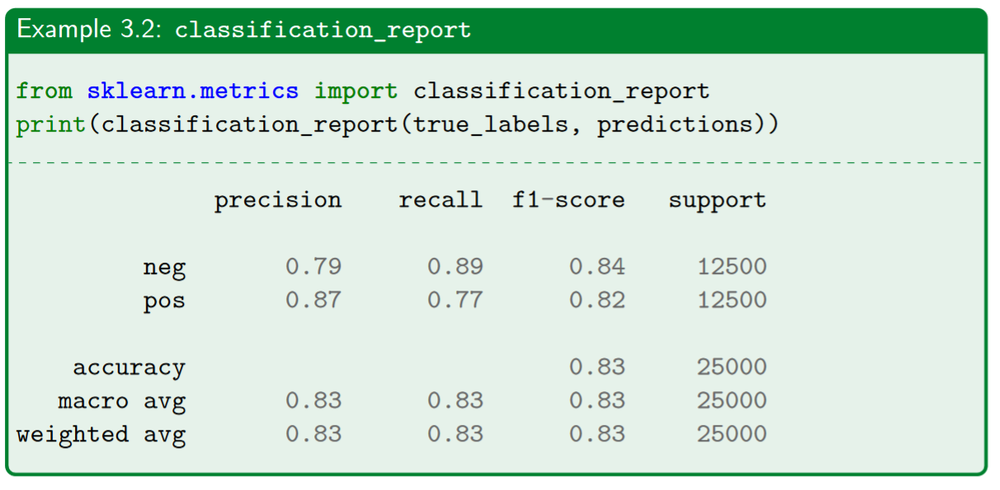 Example 3.2: classification_report
from sklearn.metrics import classification_report
print(classification_report(true_labels, predictions))
precision recall f1-score support
neg 0.79 0.89 0.84 12500
pos 0.87 0.77 0.82 12500
accuracy 0.83 25000
macro avg 0.83 0.83 0.83 25000
weighted avg 0.83 0.83 0.83 25000